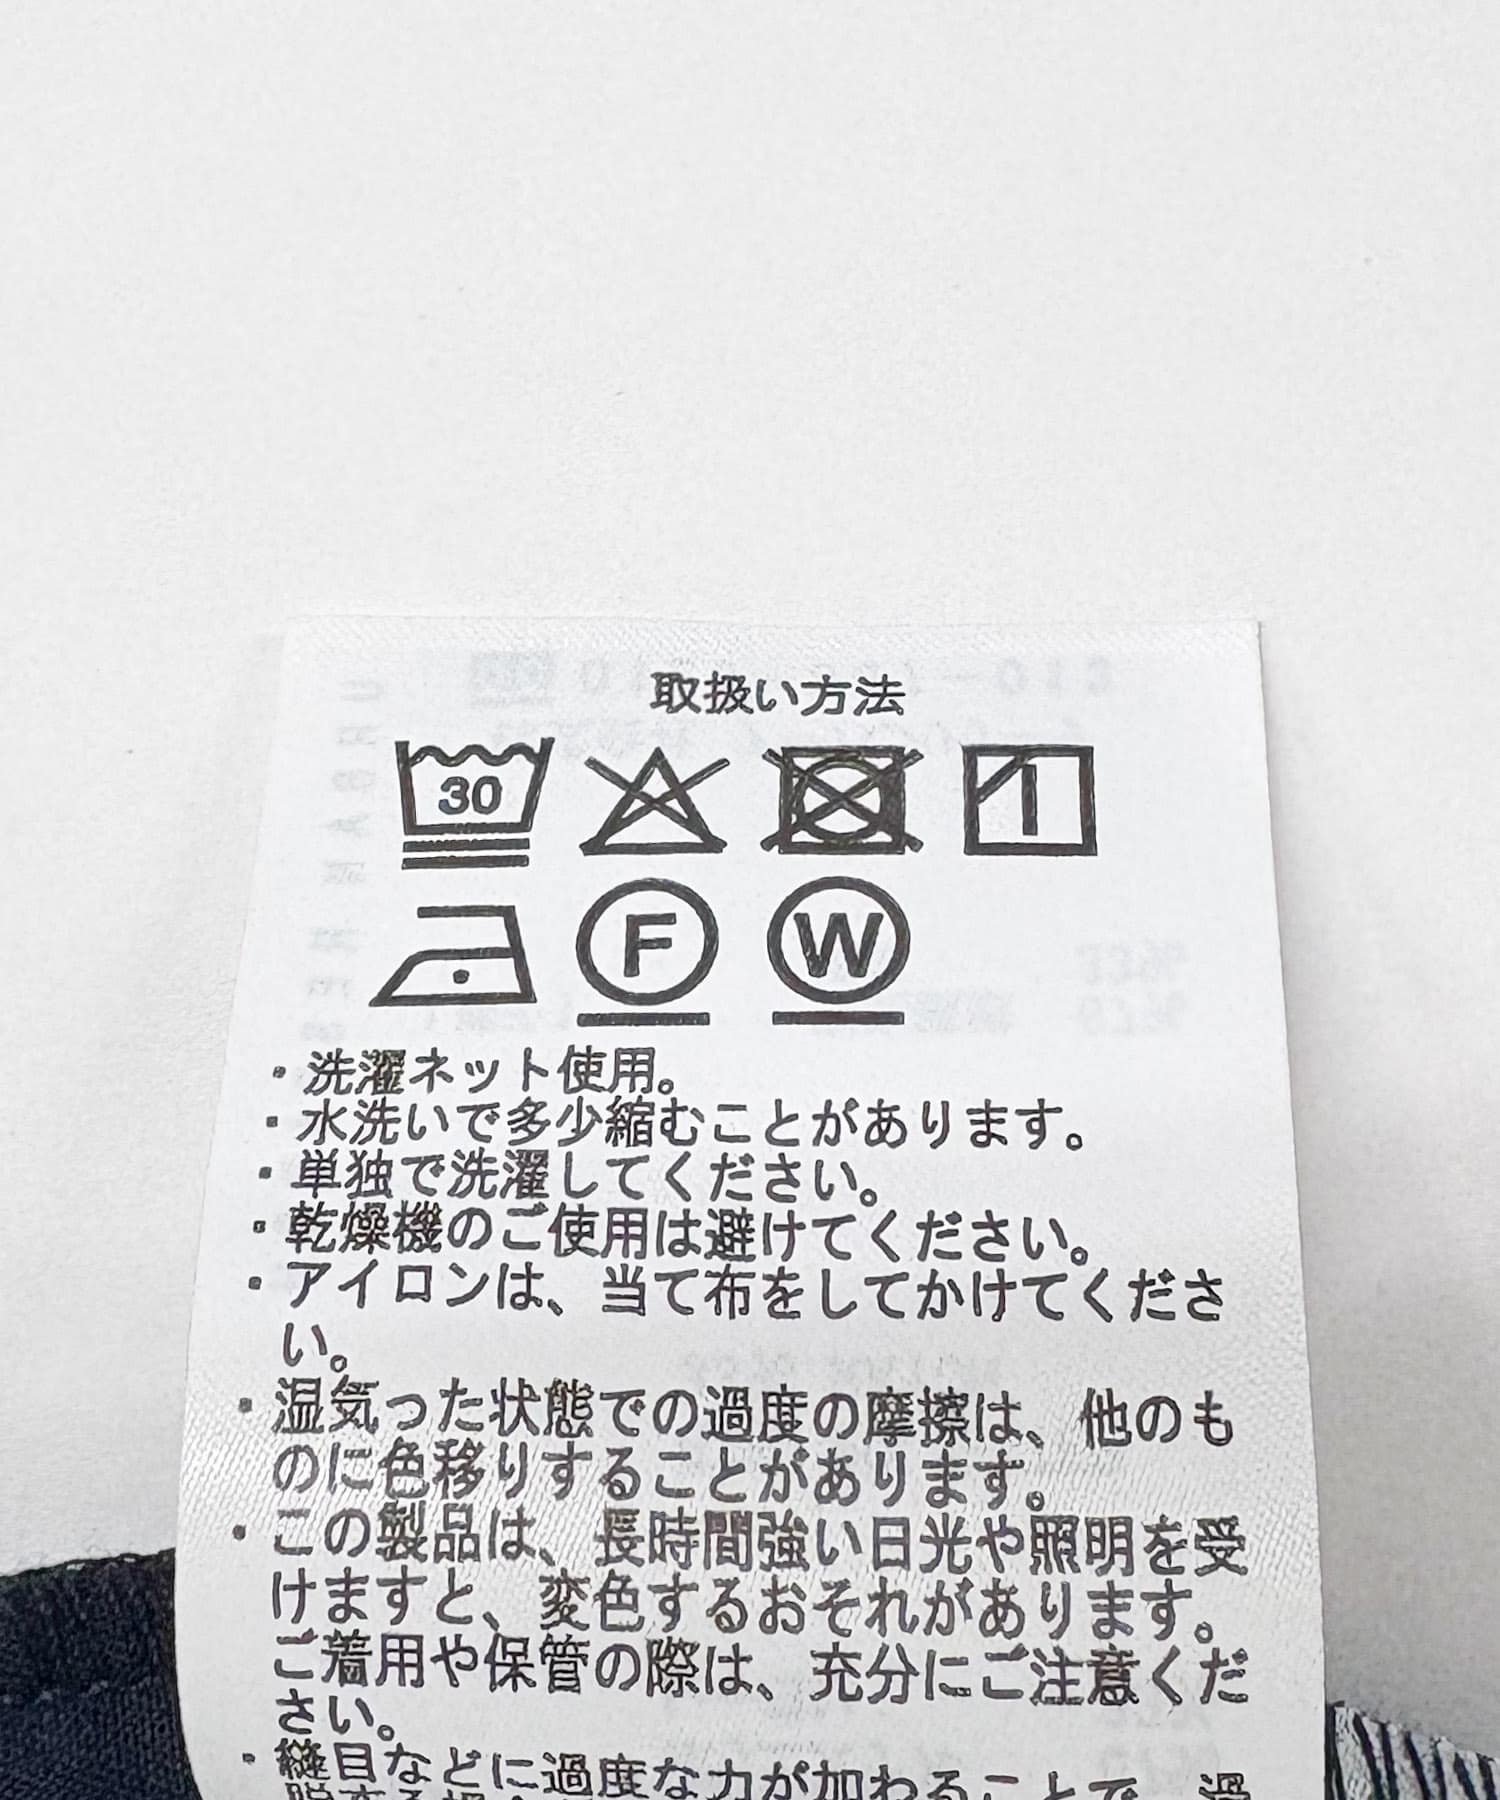 取扱い方法
30
F W
・洗濯ネット使用。
・水洗いで多少縮むことがあります。
・単独で洗濯してください。
・乾燥機のご使用は避けてください。
・アイロンは、当て布をしてかけてくださ
い。
・湿気った状態での過度の摩擦は、他のも
のに色移りすることがあります。
・この製品は、長時間強い日光や照明を受
けますと、変色するおそれがあります。
ご着用や保管の際は、充分にご注意くだ
さい。
・縫目などに過度な力が加わることで、滑